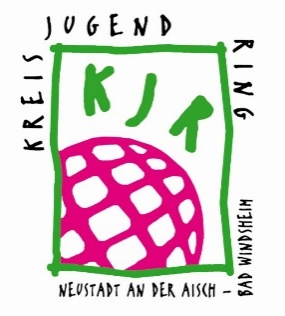 KREIS
JUGEND
RING
KJR
NEUSTADT AN DER AISCH –
BAD WINDSHEIM